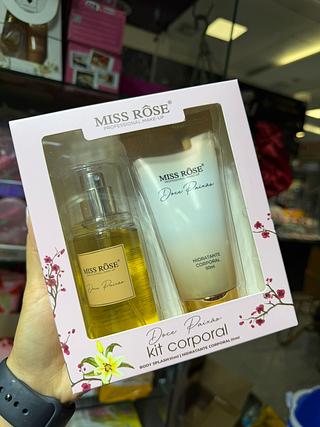 MISS RÔSE®
PROFESSIONAL MAKE-UP
MISS RÔSE®
Doce Paixão
MISS RÔSE®
Doce Paixão
HIDRATANTE
CORPORAL
90ml
Doce Paixão
kit corporal